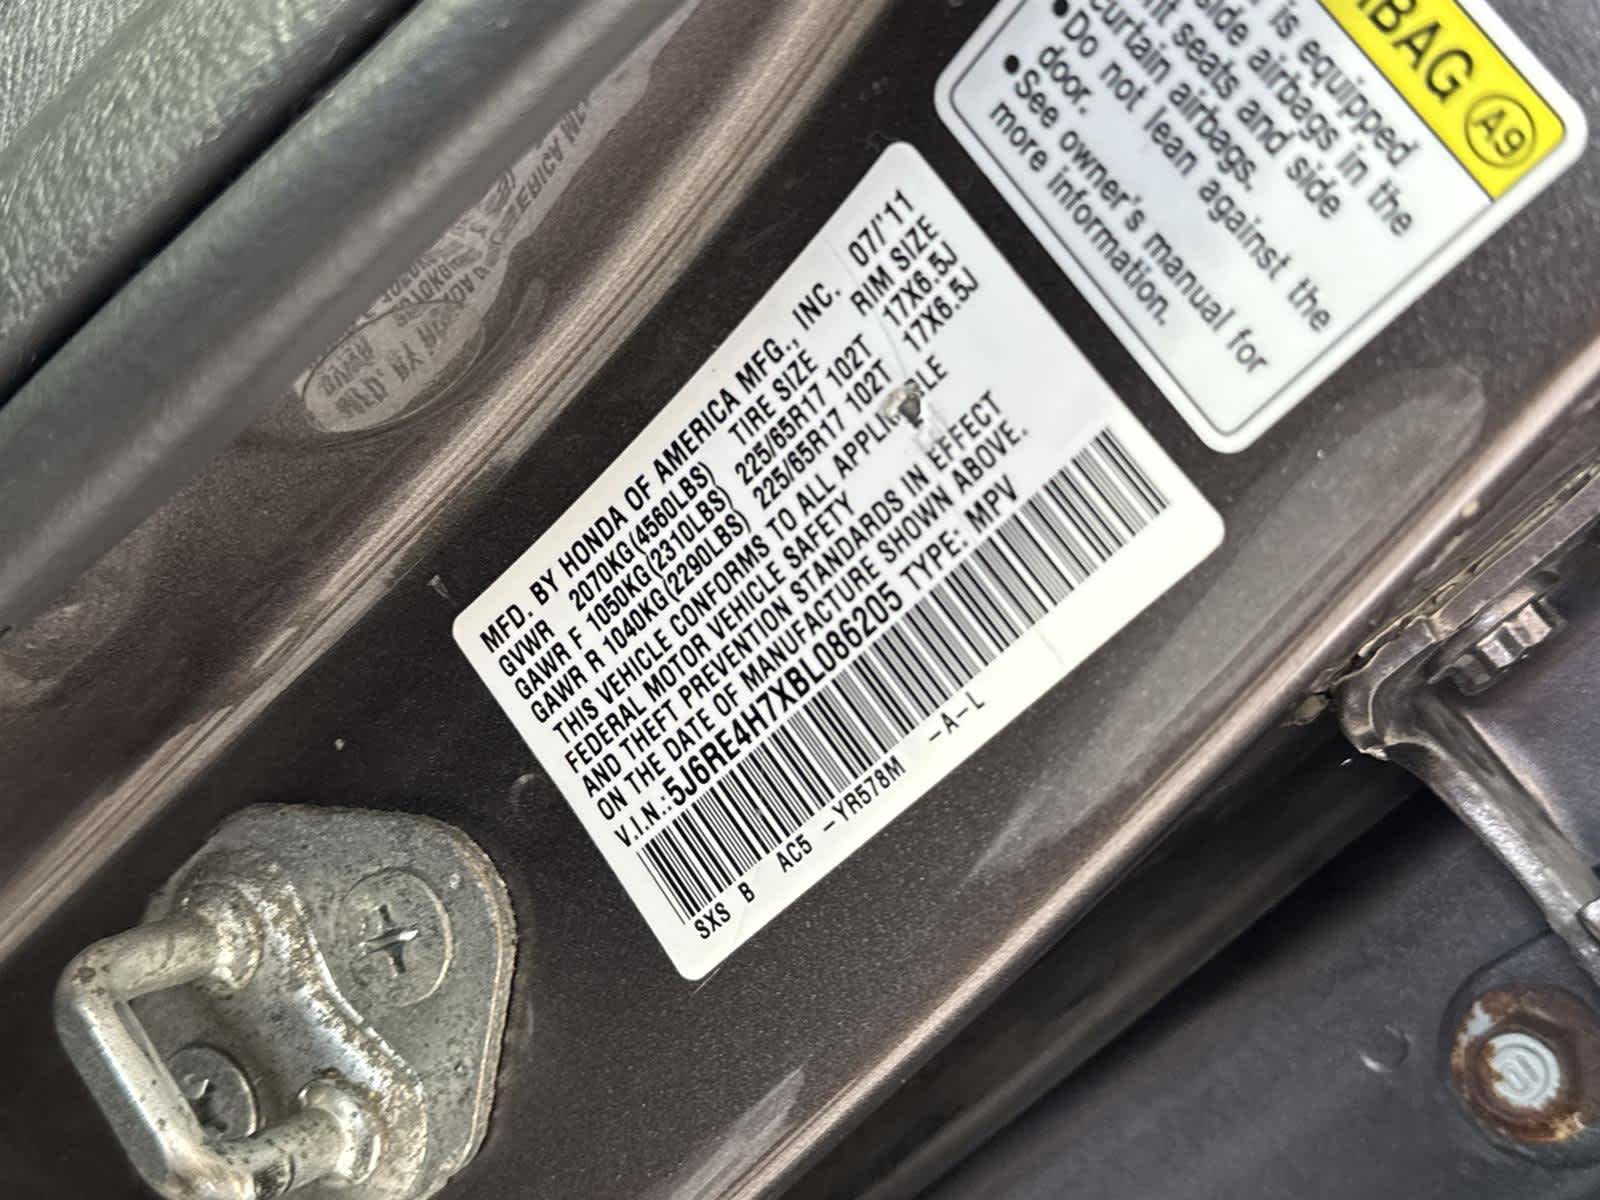 MFD. BY HONDA OF AMERICA MFG., INC. 07/'11
GVWR 2070KG(4560LBS) TIRE SIZE RIM SIZE
GAWR F 1050KG(2310LBS) 225/65R17 102T 17X6.5J
GAWR R 1040KG(2290LBS) 225/65R17 102T 17X6.5J
THIS VEHICLE CONFORMS TO ALL APPLICABLE
FEDERAL MOTOR VEHICLE SAFETY
AND THEFT PREVENTION STANDARDS IN EFFECT
ON THE DATE OF MANUFACTURE SHOWN ABOVE.
V.I.N.:5J6RE4H7XBL086205 TYPE: MPV
SXS B AC5 -YR578M -A-L
BAG A9
is equipped
side airbags in the
seats and side
curtain airbags.
• Do not lean against the
door.
• See owner's manual for
more information.